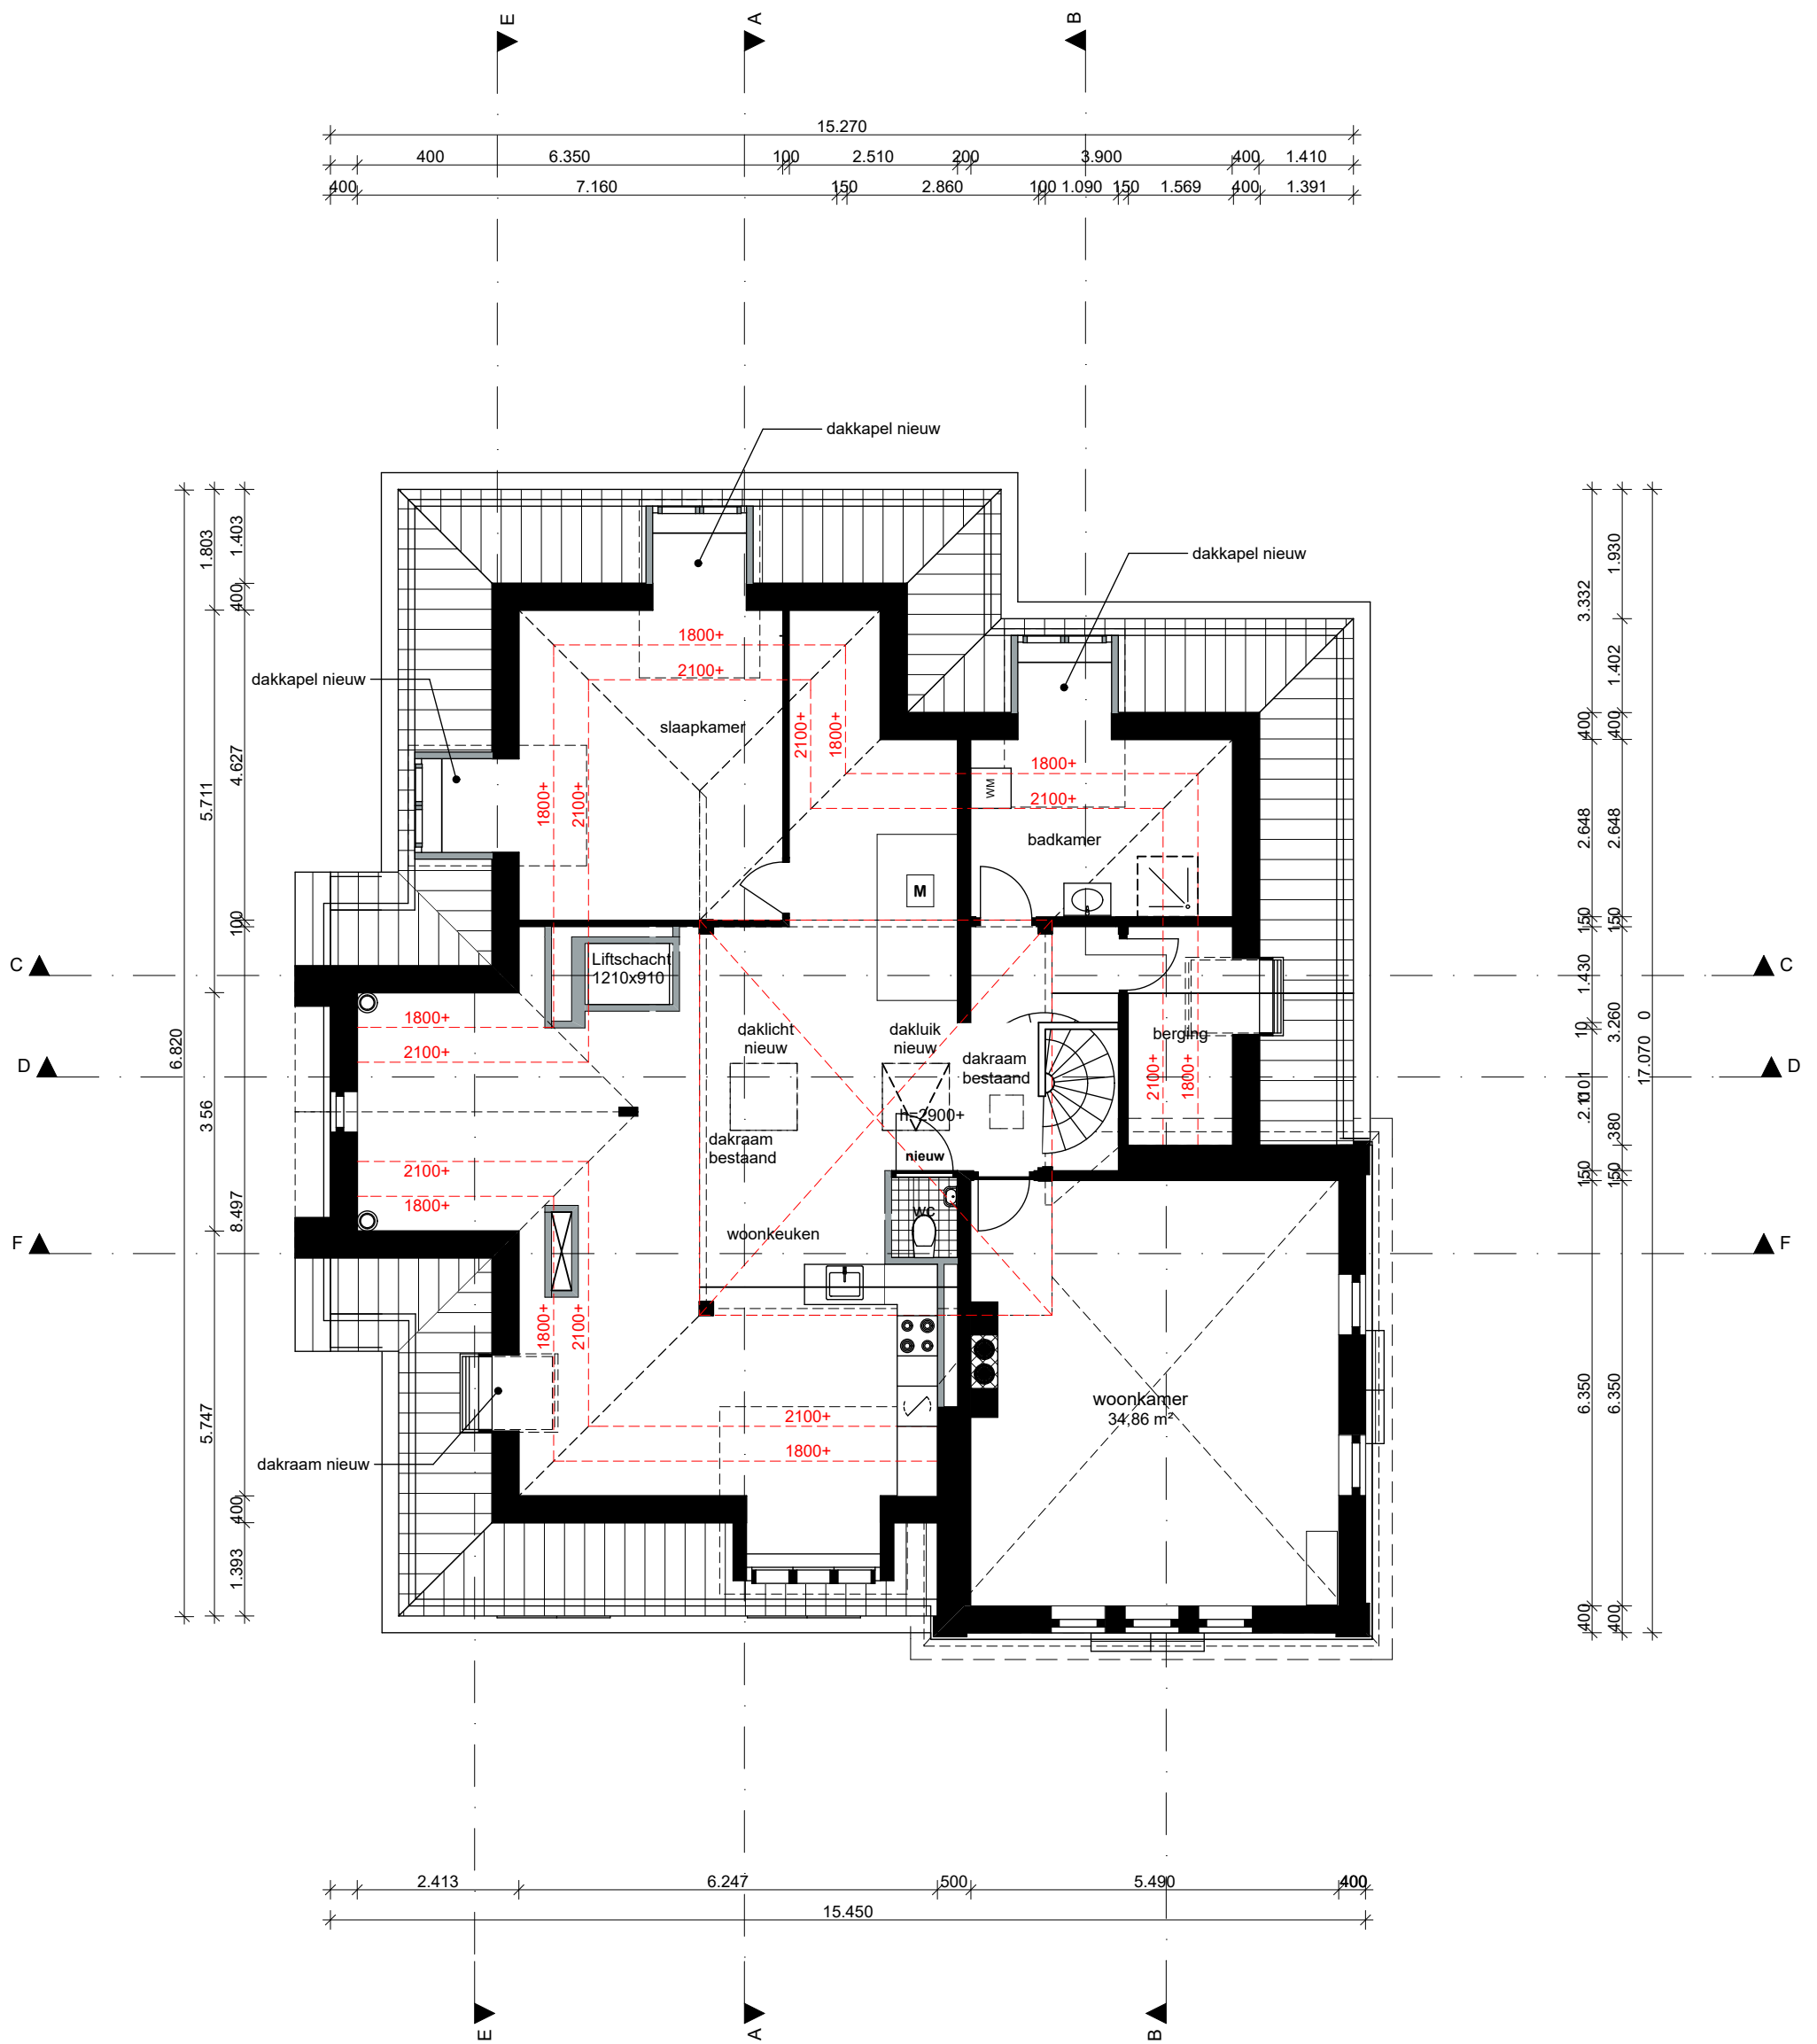 E
A
B
15.270
400 6.350 100 2.510 200 3.900 400 1.410
400 7.160 150 2.860 100 1.090 150 1.569 400 1.391
dakkapel nieuw
dakkapel nieuw
dakkapel nieuw
1.803
1.403
400
5.711
4.627
100
6.820
356
8.497
5.747
400
1.393
1.930
3.332
1.402
400
400
2.648
2.648
150
150
1.430
10
3.260
17.070
0
380
150
150
6.350
6.350
400
400
1800+
2100+
slaapkamer
2100+
1800+
1800+
2100+
1800+
2100+
WM
badkamer
M
C
C
Liftschacht
1210x910
1800+
2100+
daklicht
nieuw
dakluik
nieuw
dakraam
bestaand
berging
2100+
1800+
D
D
h=2900+
dakraam
bestaand
nieuw
2100+
1800+
WC
woonkeuken
F
F
1800+
2100+
woonkamer
34,86 m²
2100+
1800+
dakraam nieuw
2.413 6.247 500 5.490 400
15.450
E
A
B